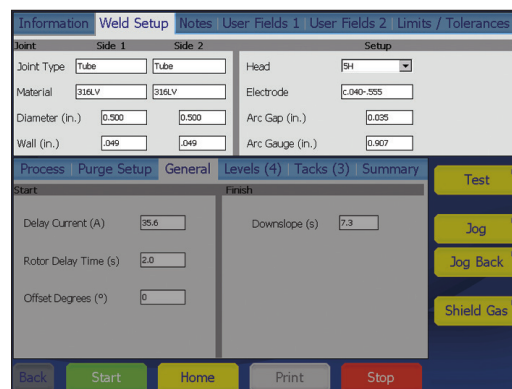 Information Weld Setup Notes User Fields 1 User Fields 2 Limits / Tolerances
Joint Side 1 Side 2 Setup
Joint Type Tube Tube Head 5H
Material 316LV 316LV Electrode c.040-.555
Diameter (in.) 0.500 0.500 Arc Gap (in.) 0.035
Wall (in.) .049 .049 Arc Gauge (in.) 0.907
Process Purge Setup General Levels (4) Tacks (3) Summary
Start Finish
Delay Current (A) 35.6 Downslope (s) 7.3
Rotor Delay Time (s) 2.0
Offset Degrees (º) 0
Test
Jog
Jog Back
Shield Gas
Back Start Home Print Stop